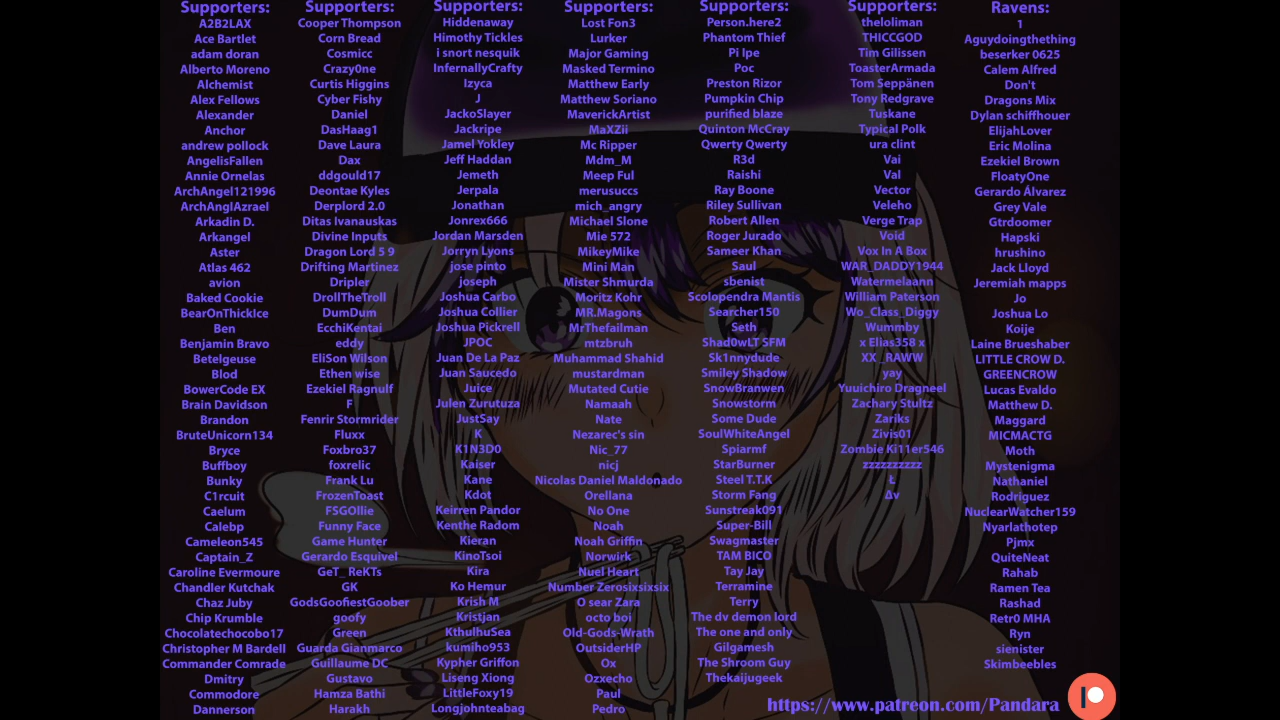 Supporters:
A2B2LAX
Ace Bartlet
adam doran
Alberto Moreno
Alchemist
Alex Fellows
Alexander
Anchor
andrew pollock
AngelisFallen
Annie Ornelas
ArchAngel121996
ArchAnglAzrael
Arkadin D.
Arkangel
Aster
Atlas 462
avion
Baked Cookie
BearOnThickIce
Ben
Benjamin Bravo
Betelgeuse
Blod
BowerCode EX
Brain Davidson
Brandon
BruteUnicorn134
Bryce
Buffboy
Bunky
C1rcuit
Caelum
Calebp
Cameleon545
Captain_Z
Caroline Evermoure
Chandler Kutchak
Chaz Juby
Chip Krumble
Chocolatechocobo17
Christopher M Bardell
Commander Comrade
Dmitry
Commodore
Dannerson
Supporters:
Cooper Thompson
Corn Bread
Cosmicc
Crazy0ne
Curtis Higgins
Cyber Fishy
Daniel
DasHaag1
Dave Laura
Dax
ddgould17
Deontae Kyles
Derplord 2.0
Ditas Ivanauskas
Divine Inputs
Dragon Lord 5 9
Drifting Martinez
Dripler
DrollTheTroll
DumDum
EcchiKentai
eddy
EliSon Wilson
Ethen wise
Ezekiel Ragnulf
F
Fenrir Stormrider
Fluxx
Foxbro37
foxrelic
Frank Lu
FrozenToast
FSGOllie
Funny Face
Game Hunter
Gerardo Esquivel
GeT_ ReKTs
GK
GodsGoofiestGoober
goofy
Green
Guarda Gianmarco
Guillaume DC
Gustavo
Hamza Bathi
Harakh
Supporters:
Hiddenaway
Himothy Tickles
i snort nesquik
InfernallyCrafty
Izyca
J
JackoSlayer
Jackripe
Jamel Yokley
Jeff Haddan
Jemeth
Jerpala
Jonathan
Jonrex666
Jordan Marsden
Jorryn Lyons
jose pinto
joseph
Joshua Carbo
Joshua Collier
Joshua Pickrell
JPOC
Juan De La Paz
Juan Saucedo
Juice
Julen Zurutuza
JustSay
K
K1N3D0
Kaiser
Kane
Kdot
Keirren Pandor
Kenthe Radom
Kieran
KinoTsoi
Kira
Ko Hemur
Krish M
Kristjan
KthulhuSea
kumiho953
Kypher Griffon
Liseng Xiong
LittleFoxy19
Longjohnteabag
Supporters:
Lost Fon3
Lurker
Major Gaming
Masked Termino
Matthew Early
Matthew Soriano
MaverickArtist
MaXZii
Mc Ripper
Mdm_M
Meep Ful
merusuccs
mich_angry
Michael Slone
Mie 572
MikeyMike
Mini Man
Mister Shmurda
Moritz Kohr
MR.Magons
MrThefailman
mtzbruh
Muhammad Shahid
mustardman
Mutated Cutie
Namaah
Nate
Nezarec's sin
Nic_77
nicj
Nicolas Daniel Maldonado
Orellana
No One
Noah
Noah Griffin
Norwirk
Nuel Heart
Number Zerosixsixsix
O sear Zara
octo boi
Old-Gods-Wrath
OutsiderHP
Ox
Ozxecho
Paul
Pedro
Supporters:
Person.here2
Phantom Thief
Pi Ipe
Poc
Preston Rizor
Pumpkin Chip
purified blaze
Quinton McCray
Qwerty Qwerty
R3d
Raishi
Ray Boone
Riley Sullivan
Robert Allen
Roger Jurado
Sameer Khan
Saul
sbenist
Scolopendra Mantis
Searcher150
Seth
Shad0wLT SFM
Sk1nnydude
Smiley Shadow
SnowBranwen
Snowstorm
Some Dude
SoulWhiteAngel
Spiarmf
StarBurner
Steel T.T.K
Storm Fang
Sunstreak091
Super-Bill
Swagmaster
TAM BICO
Tay Jay
Terramine
Terry
The dv demon lord
The one and only
Gilgamesh
The Shroom Guy
Thekaijugeek
Supporters:
theloliman
THICCGOD
Tim Gilissen
ToasterArmada
Tom Seppänen
Tony Redgrave
Tuskane
Typical Polk
ura clint
Vai
Val
Vector
Veleho
Verge Trap
Void
Vox In A Box
WAR_DADDY1944
Watermelaann
William Paterson
Wo_Class_Diggy
Wummby
x Elias358 x
XX_RAWW
yay
Yuuichiro Dragneel
Zachary Stultz
Zariks
Zivis01
Zombie Ki11er546
zzzzzzzzzz
Ł
Δv
Ravens:
1
Aguydoingthething
beserker 0625
Calem Alfred
Don't
Dragons Mix
Dylan schiffhouer
ElijahLover
Eric Molina
Ezekiel Brown
FloatyOne
Gerardo Álvarez
Grey Vale
Gtrdoomer
Hapski
hrushino
Jack Lloyd
Jeremiah mapps
Jo
Joshua Lo
Koije
Laine Brueshaber
LITTLE CROW D.
GREENCROW
Lucas Evaldo
Matthew D.
Maggard
MICMACTG
Moth
Mystenigma
Nathaniel
Rodriguez
NuclearWatcher159
Nyarlathotep
Pjmx
QuiteNeat
Rahab
Ramen Tea
Rashad
Retr0 MHA
Ryn
sienister
Skimbeebles
https://www.patreon.com/Pandara